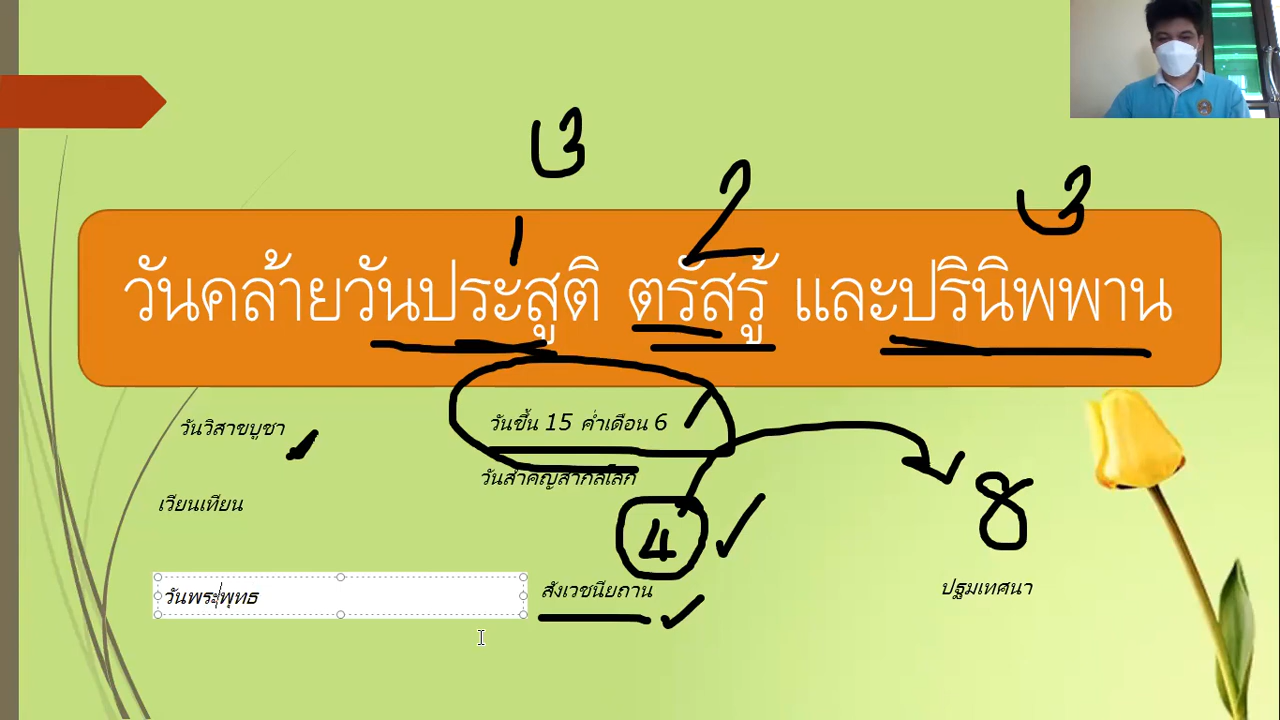 ๓
2
๓
1
วันคล้ายวันประสูติ ตรัสรู้ และปรินิพพาน
วันวิสาขบูชา
วันขึ้น 15 ค่ำเดือน 6
วันสำคัญสากลโลก
เวียนเทียน
4
8
วันพระพุทธ
สังเวชนียถาน
ปฐมเทศนา